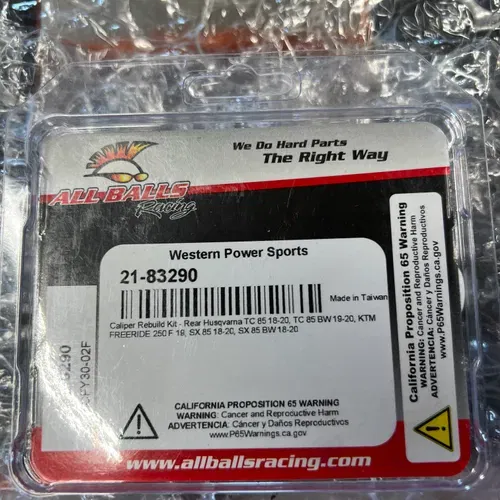 We Do Hard Parts
The Right Way
ALL BALLS
Racing
Western Power Sports
21-83290
Made in Taiwan
Caliper Rebuild Kit - Rear Husqvarna TC 85 18-20, TC 85 BW 19-20, KTM
FREERIDE 250 F 19, SX 85 18-20, SX 85 BW 18-20
CALIFORNIA PROPOSITION 65 WARNING
WARNING: Cancer and Reproductive Harm
ADVERTENCIA: Cáncer y Daños Reproductivos
www.P65Warnings.ca.gov
www.allballsracing.com
California Proposition 65 Warning
WARNING: Cancer and Reproductive Harm
ADVERTENCIA: Cáncer y Daños Reproductivos
www.P65Warnings.ca.gov